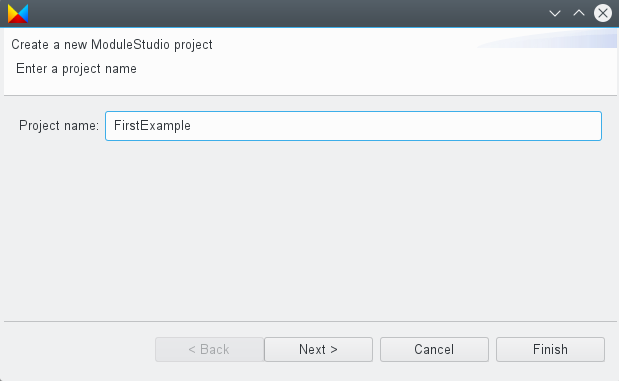 Create a new ModuleStudio project
Enter a project name
Project name: FirstExample
< Back Next > Cancel Finish